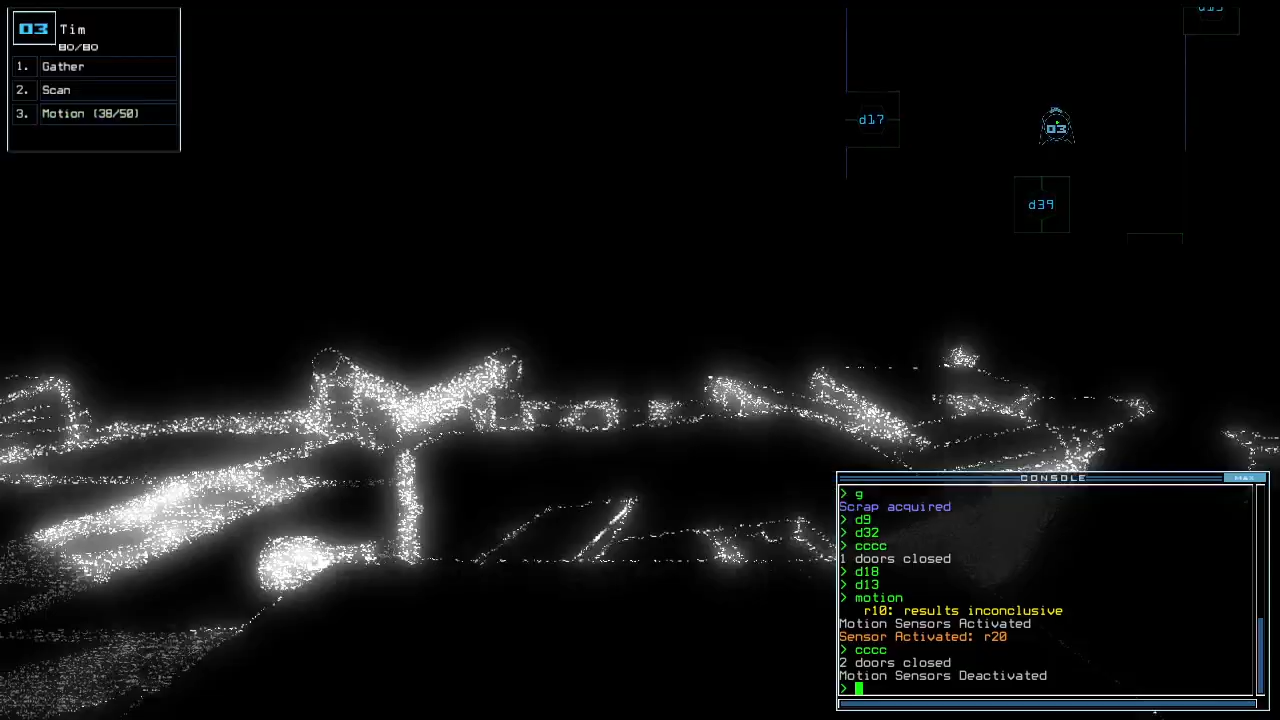 03 Tim
80/80
1. Gather
2. Scan
3. Motion (38/50)
d17
03
d39
CONSOLE
> g
Scrap acquired
> d9
> d32
> cccc
1 doors closed
> d18
> d13
> motion
r10: results inconclusive
Motion Sensors Activated
Sensor Activated: r20
> cccc
2 doors closed
Motion Sensors Deactivated
>